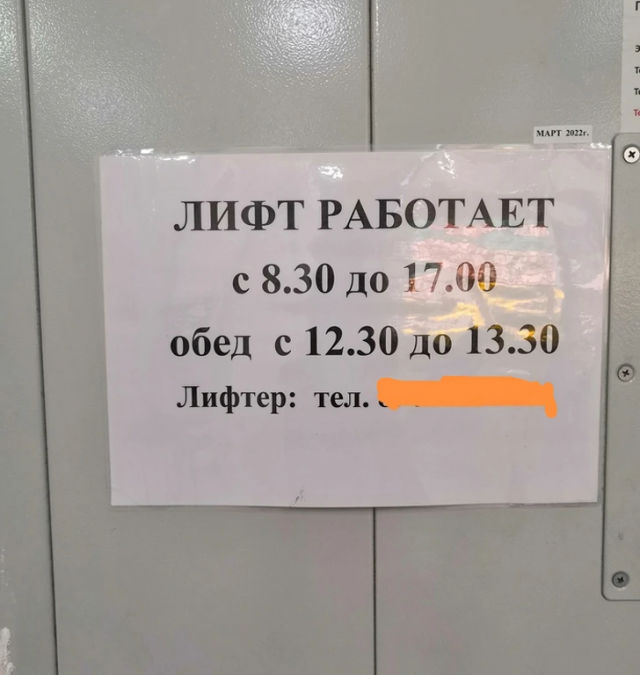 МАРТ 2022г.
ЛИФТ РАБОТАЕТ
с 8.30 до 17.00
обед с 12.30 до 13.30
Лифтер: тел.